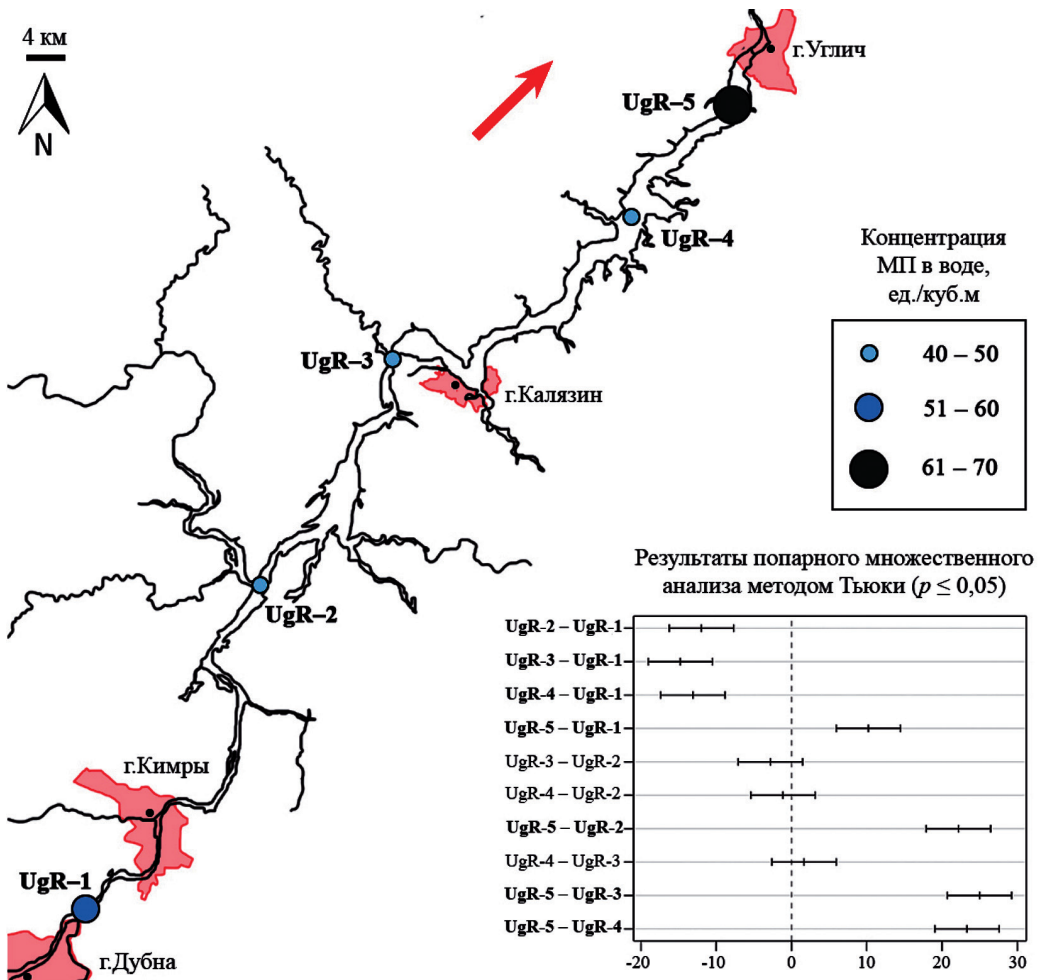 4 км
N
г.Углич
UgR–5
UgR–4
Концентрация
МП в воде,
ед./куб.м
40 – 50
51 – 60
61 – 70
UgR–3
г.Калязин
UgR–2
г.Кимры
UgR–1
г.Дубна
Результаты попарного множественного
анализа методом Тьюки (p ≤ 0,05)
UgR-2 – UgR-1
UgR-3 – UgR-1
UgR-4 – UgR-1
UgR-5 – UgR-1
UgR-3 – UgR-2
UgR-4 – UgR-2
UgR-5 – UgR-2
UgR-4 – UgR-3
UgR-5 – UgR-3
UgR-5 – UgR-4
-20 -10 0 10 20 30